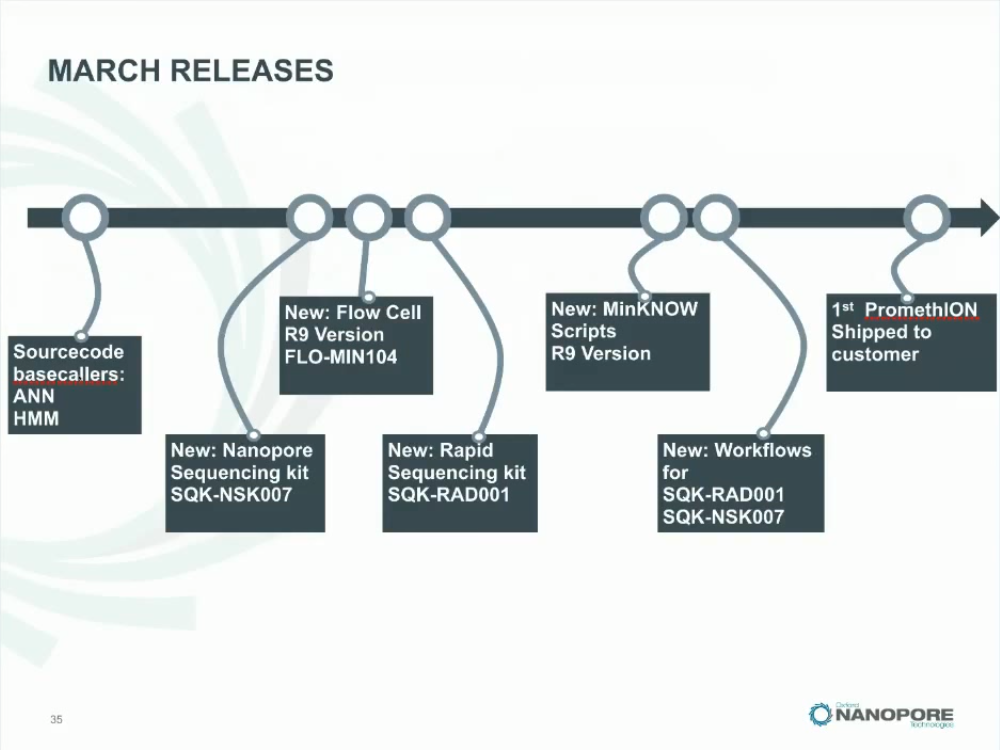 MARCH RELEASES
Sourcecode
basecallers:
ANN
HMM
New: Nanopore
Sequencing kit
SQK-NSK007
New: Flow Cell
R9 Version
FLO-MIN104
New: Rapid
Sequencing kit
SQK-RAD001
New: MinKNOW
Scripts
R9 Version
New: Workflows
for
SQK-RAD001
SQK-NSK007
1st PromethION
Shipped to
customer
35
Oxford
NANOPORE
Technologies